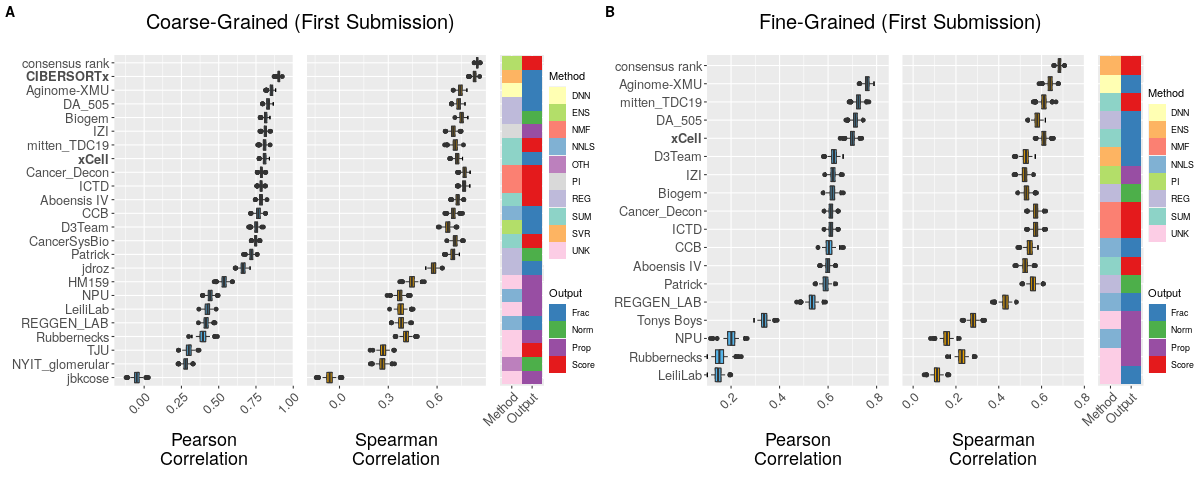 A
Coarse-Grained (First Submission)
consensus rank
CIBERSORTx
Aginome-XMU
DA_505
Biogem
IZI
mitten_TDC19
xCell
Cancer_Decon
ICTD
Aboensis IV
CCB
D3Team
CancerSysBio
Patrick
jdroz
HM159
NPU
LeiliLab
REGGEN_LAB
Rubbernecks
TJU
NYIT_glomerular
jbkcose
0.00
0.25
0.50
0.75
1.00
Pearson
Correlation
0.0
0.3
0.6
Spearman
Correlation
Method
Output
Method
DNN
ENS
NMF
NNLS
OTH
PI
REG
SUM
SVR
UNK
Output
Frac
Norm
Prop
Score
B
Fine-Grained (First Submission)
consensus rank
Aginome-XMU
mitten_TDC19
DA_505
xCell
D3Team
IZI
Biogem
Cancer_Decon
ICTD
CCB
Aboensis IV
Patrick
REGGEN_LAB
Tonys Boys
NPU
Rubbernecks
LeiliLab
0.2
0.4
0.6
0.8
Pearson
Correlation
0.0
0.2
0.4
0.6
0.8
Spearman
Correlation
Method
Output
Method
DNN
ENS
NMF
NNLS
PI
REG
SUM
UNK
Output
Frac
Norm
Prop
Score